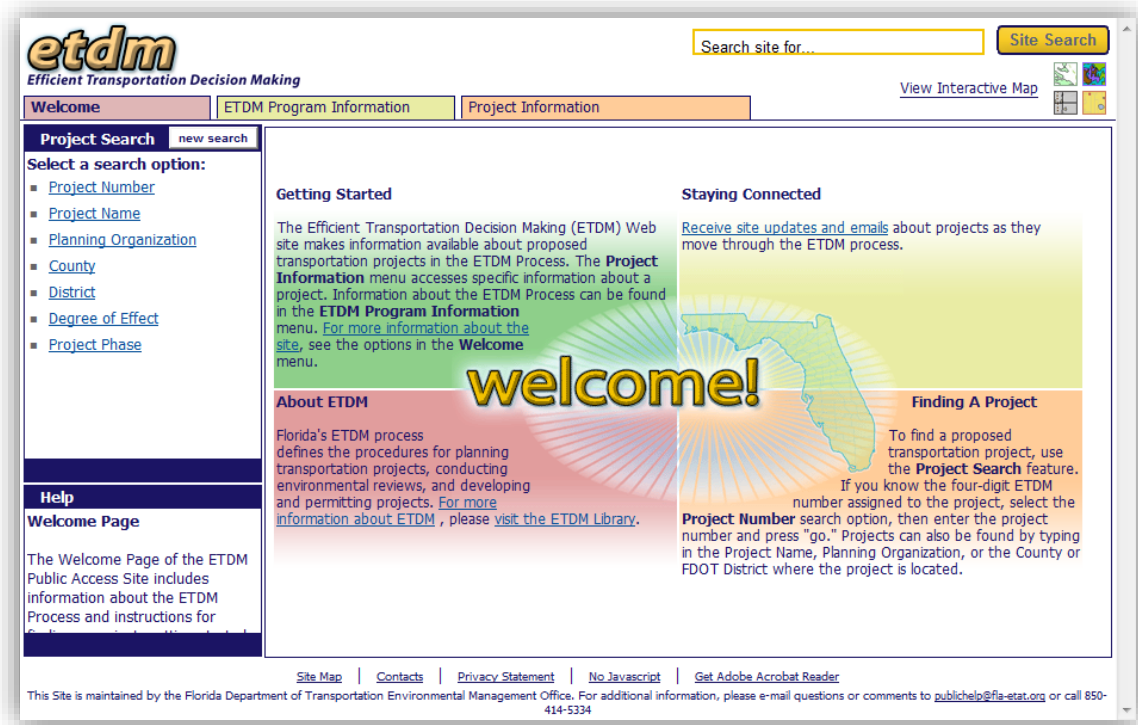 etdm
Efficient Transportation Decision Making
Search site for...
Site Search
View Interactive Map
Welcome
ETDM Program Information
Project Information
Project Search
new search
Select a search option:
Project Number
Project Name
Planning Organization
County
District
Degree of Effect
Project Phase
Help
Welcome Page
The Welcome Page of the ETDM
Public Access Site includes
information about the ETDM
Process and instructions for
Getting Started
The Efficient Transportation Decision Making (ETDM) Web
site makes information available about proposed
transportation projects in the ETDM Process. The Project
Information menu accesses specific information about a
project. Information about the ETDM Process can be found
in the ETDM Program Information
menu. For more information about the
site, see the options in the Welcome
menu.
Staying Connected
Receive site updates and emails about projects as they
move through the ETDM process.
welcome!
About ETDM
Florida's ETDM process
defines the procedures for planning
transportation projects, conducting
environmental reviews, and developing
and permitting projects. For more
information about ETDM , please visit the ETDM Library.
Finding A Project
To find a proposed
transportation project, use
the Project Search feature.
If you know the four-digit ETDM
number assigned to the project, select the
Project Number search option, then enter the project
number and press "go." Projects can also be found by typing
in the Project Name, Planning Organization, or the County or
FDOT District where the project is located.
Site Map | Contacts | Privacy Statement | No Javascript | Get Adobe Acrobat Reader
This Site is maintained by the Florida Department of Transportation Environmental Management Office. For additional information, please e-mail questions or comments to publichelp@fla-etat.org or call 850-
414-5334